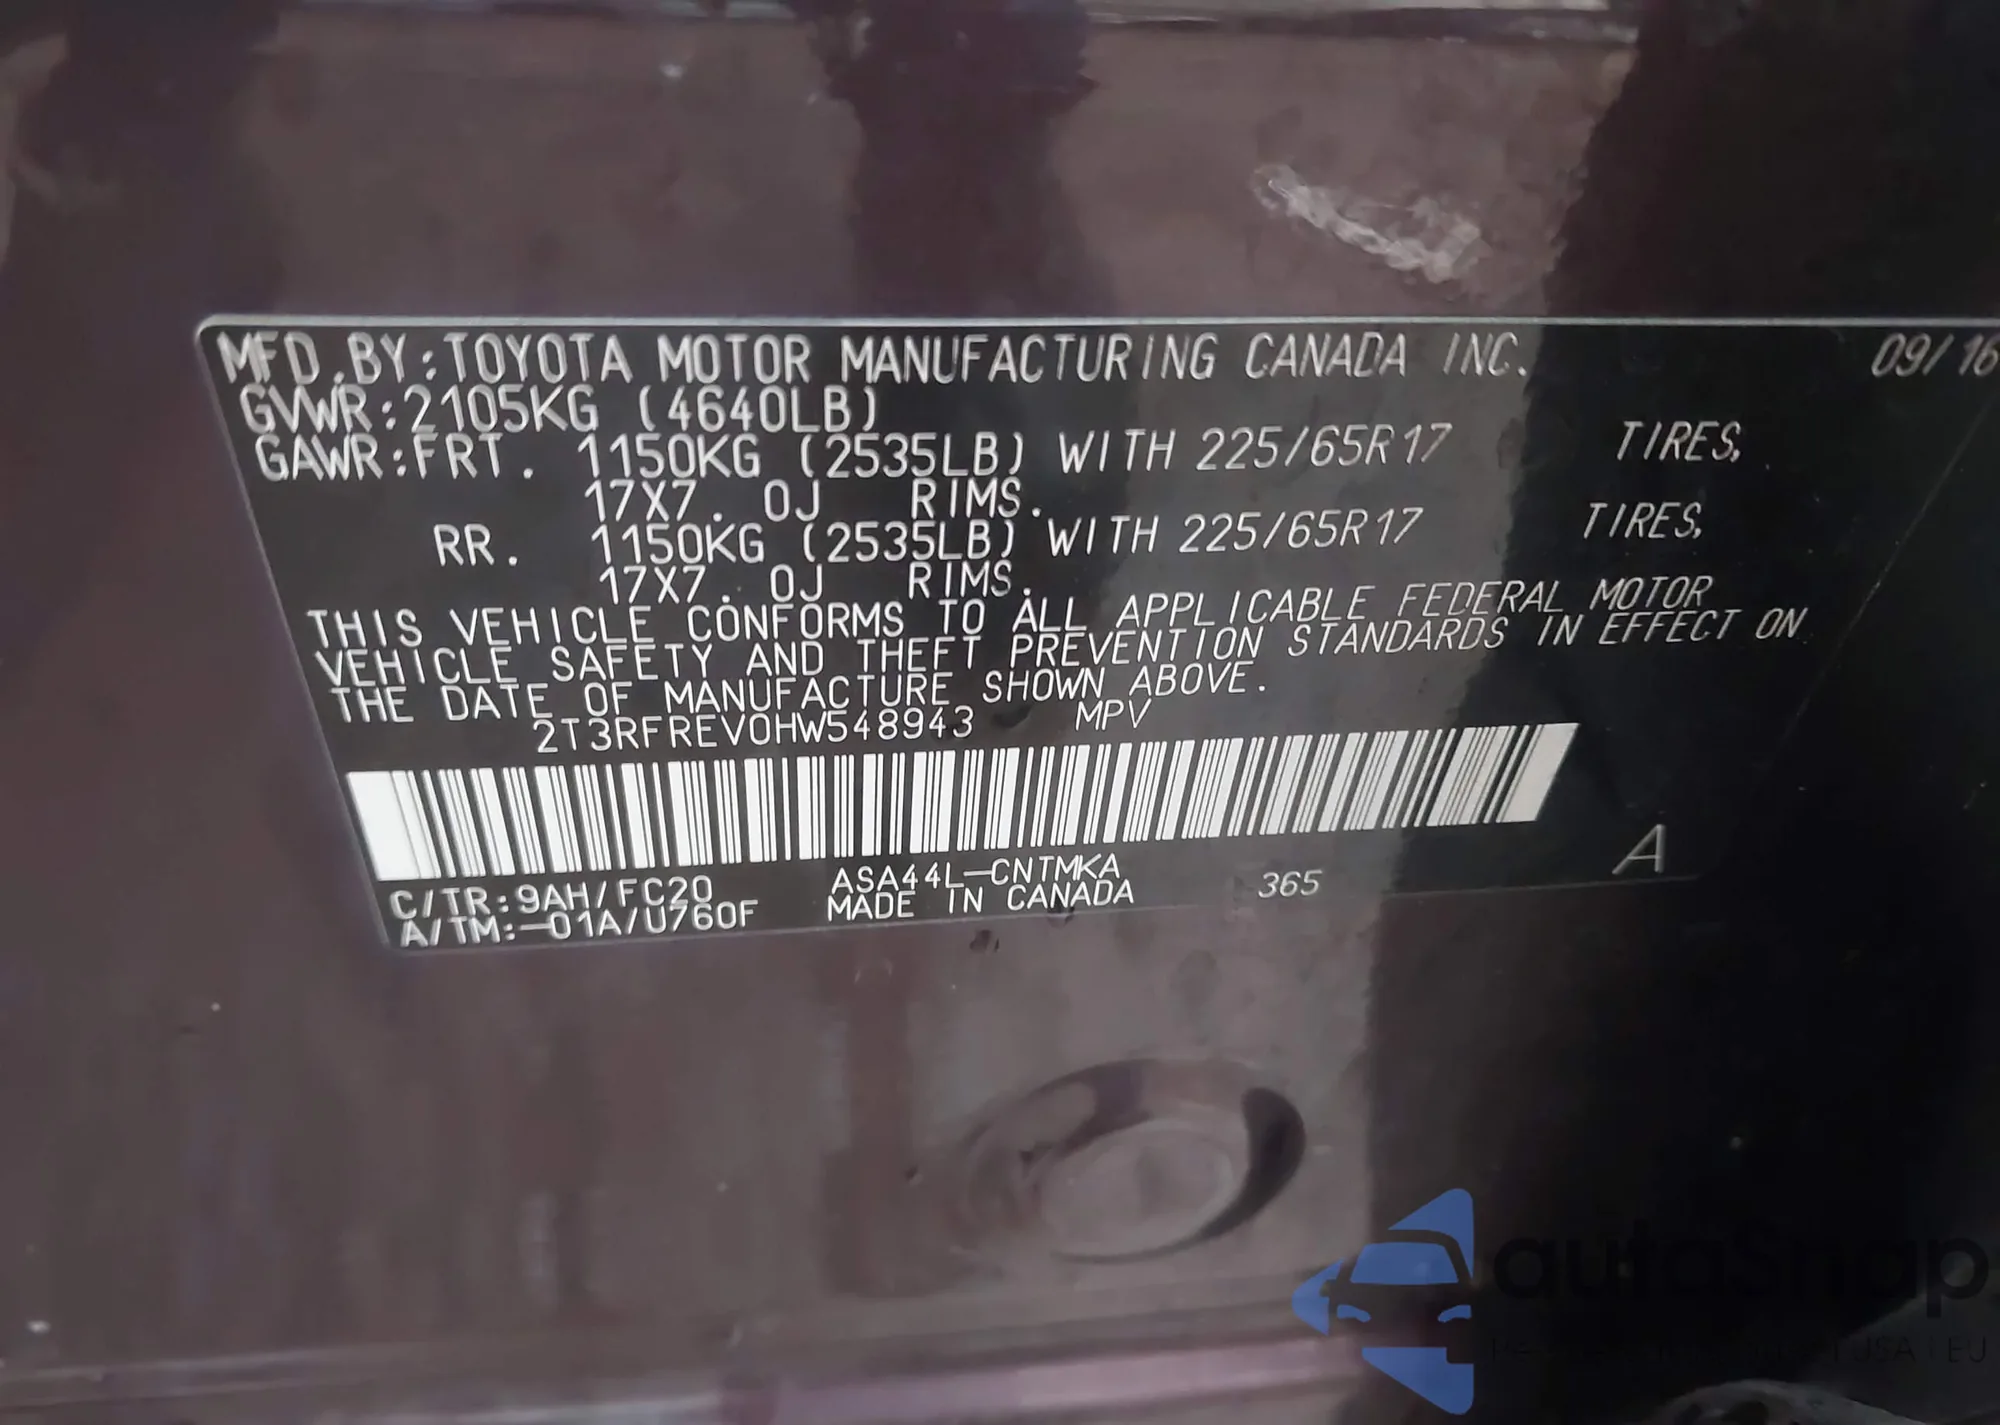 MFD.BY:TOYOTA MOTOR MANUFACTURING CANADA INC. 09/16
GVWR:2105KG (4640LB)
GAWR:FRT. 1150KG (2535LB) WITH 225/65R17 TIRES,
17X7.0J RIMS.
RR. 1150KG (2535LB) WITH 225/65R17 TIRES,
17X7.0J RIMS.
THIS VEHICLE CONFORMS TO ALL APPLICABLE FEDERAL MOTOR
VEHICLE SAFETY AND THEFT PREVENTION STANDARDS IN EFFECT ON
THE DATE OF MANUFACTURE SHOWN ABOVE.
2T3RFREV0HW548943 MPV
C/TR:9AH/FC20 ASA44L-CNTMKA 365 A
A/TM:-01A/U760F MADE IN CANADA
autoSnap
USA | EU